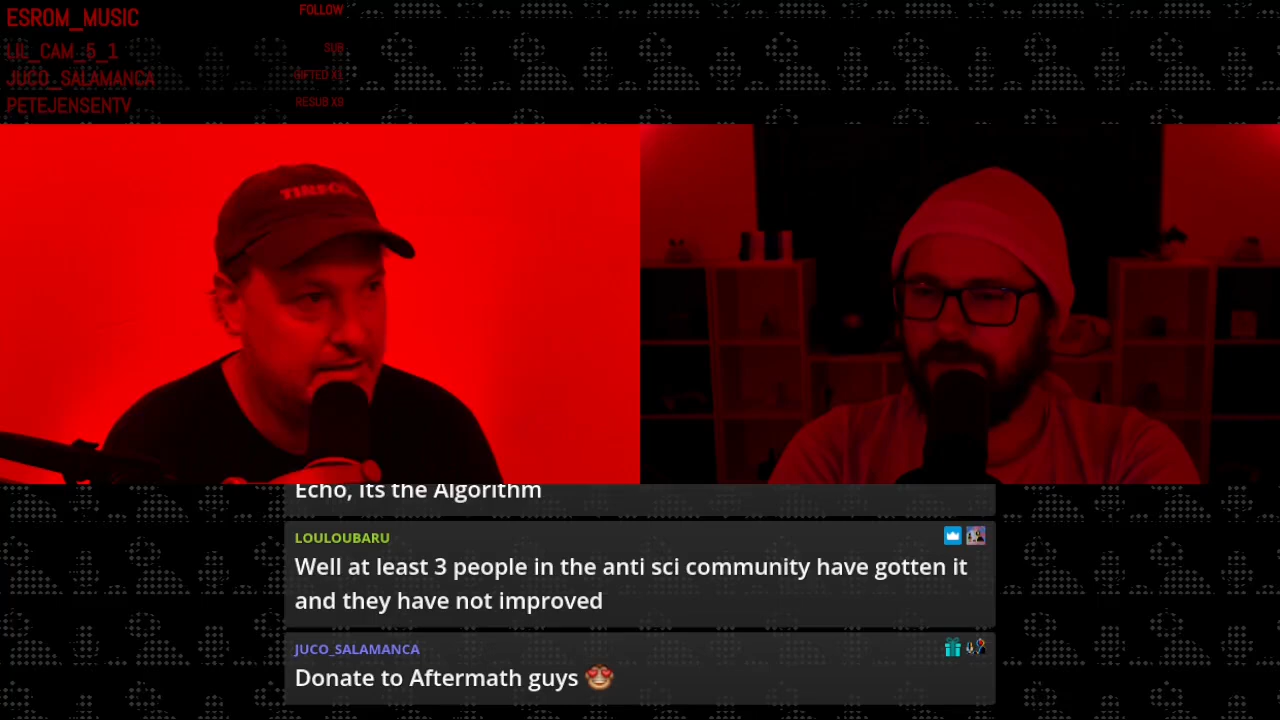 ESROM_MUSIC FOLLOW
LIL_CAM_5_1 SUB
JUCO_SALAMANCA GIFTED X1
PETEJENSENTV RESUB X9
Echo, its the Algorithm
LOULOUBARU
Well at least 3 people in the anti sci community have gotten it
and they have not improved
JUCO_SALAMANCA
Donate to Aftermath guys